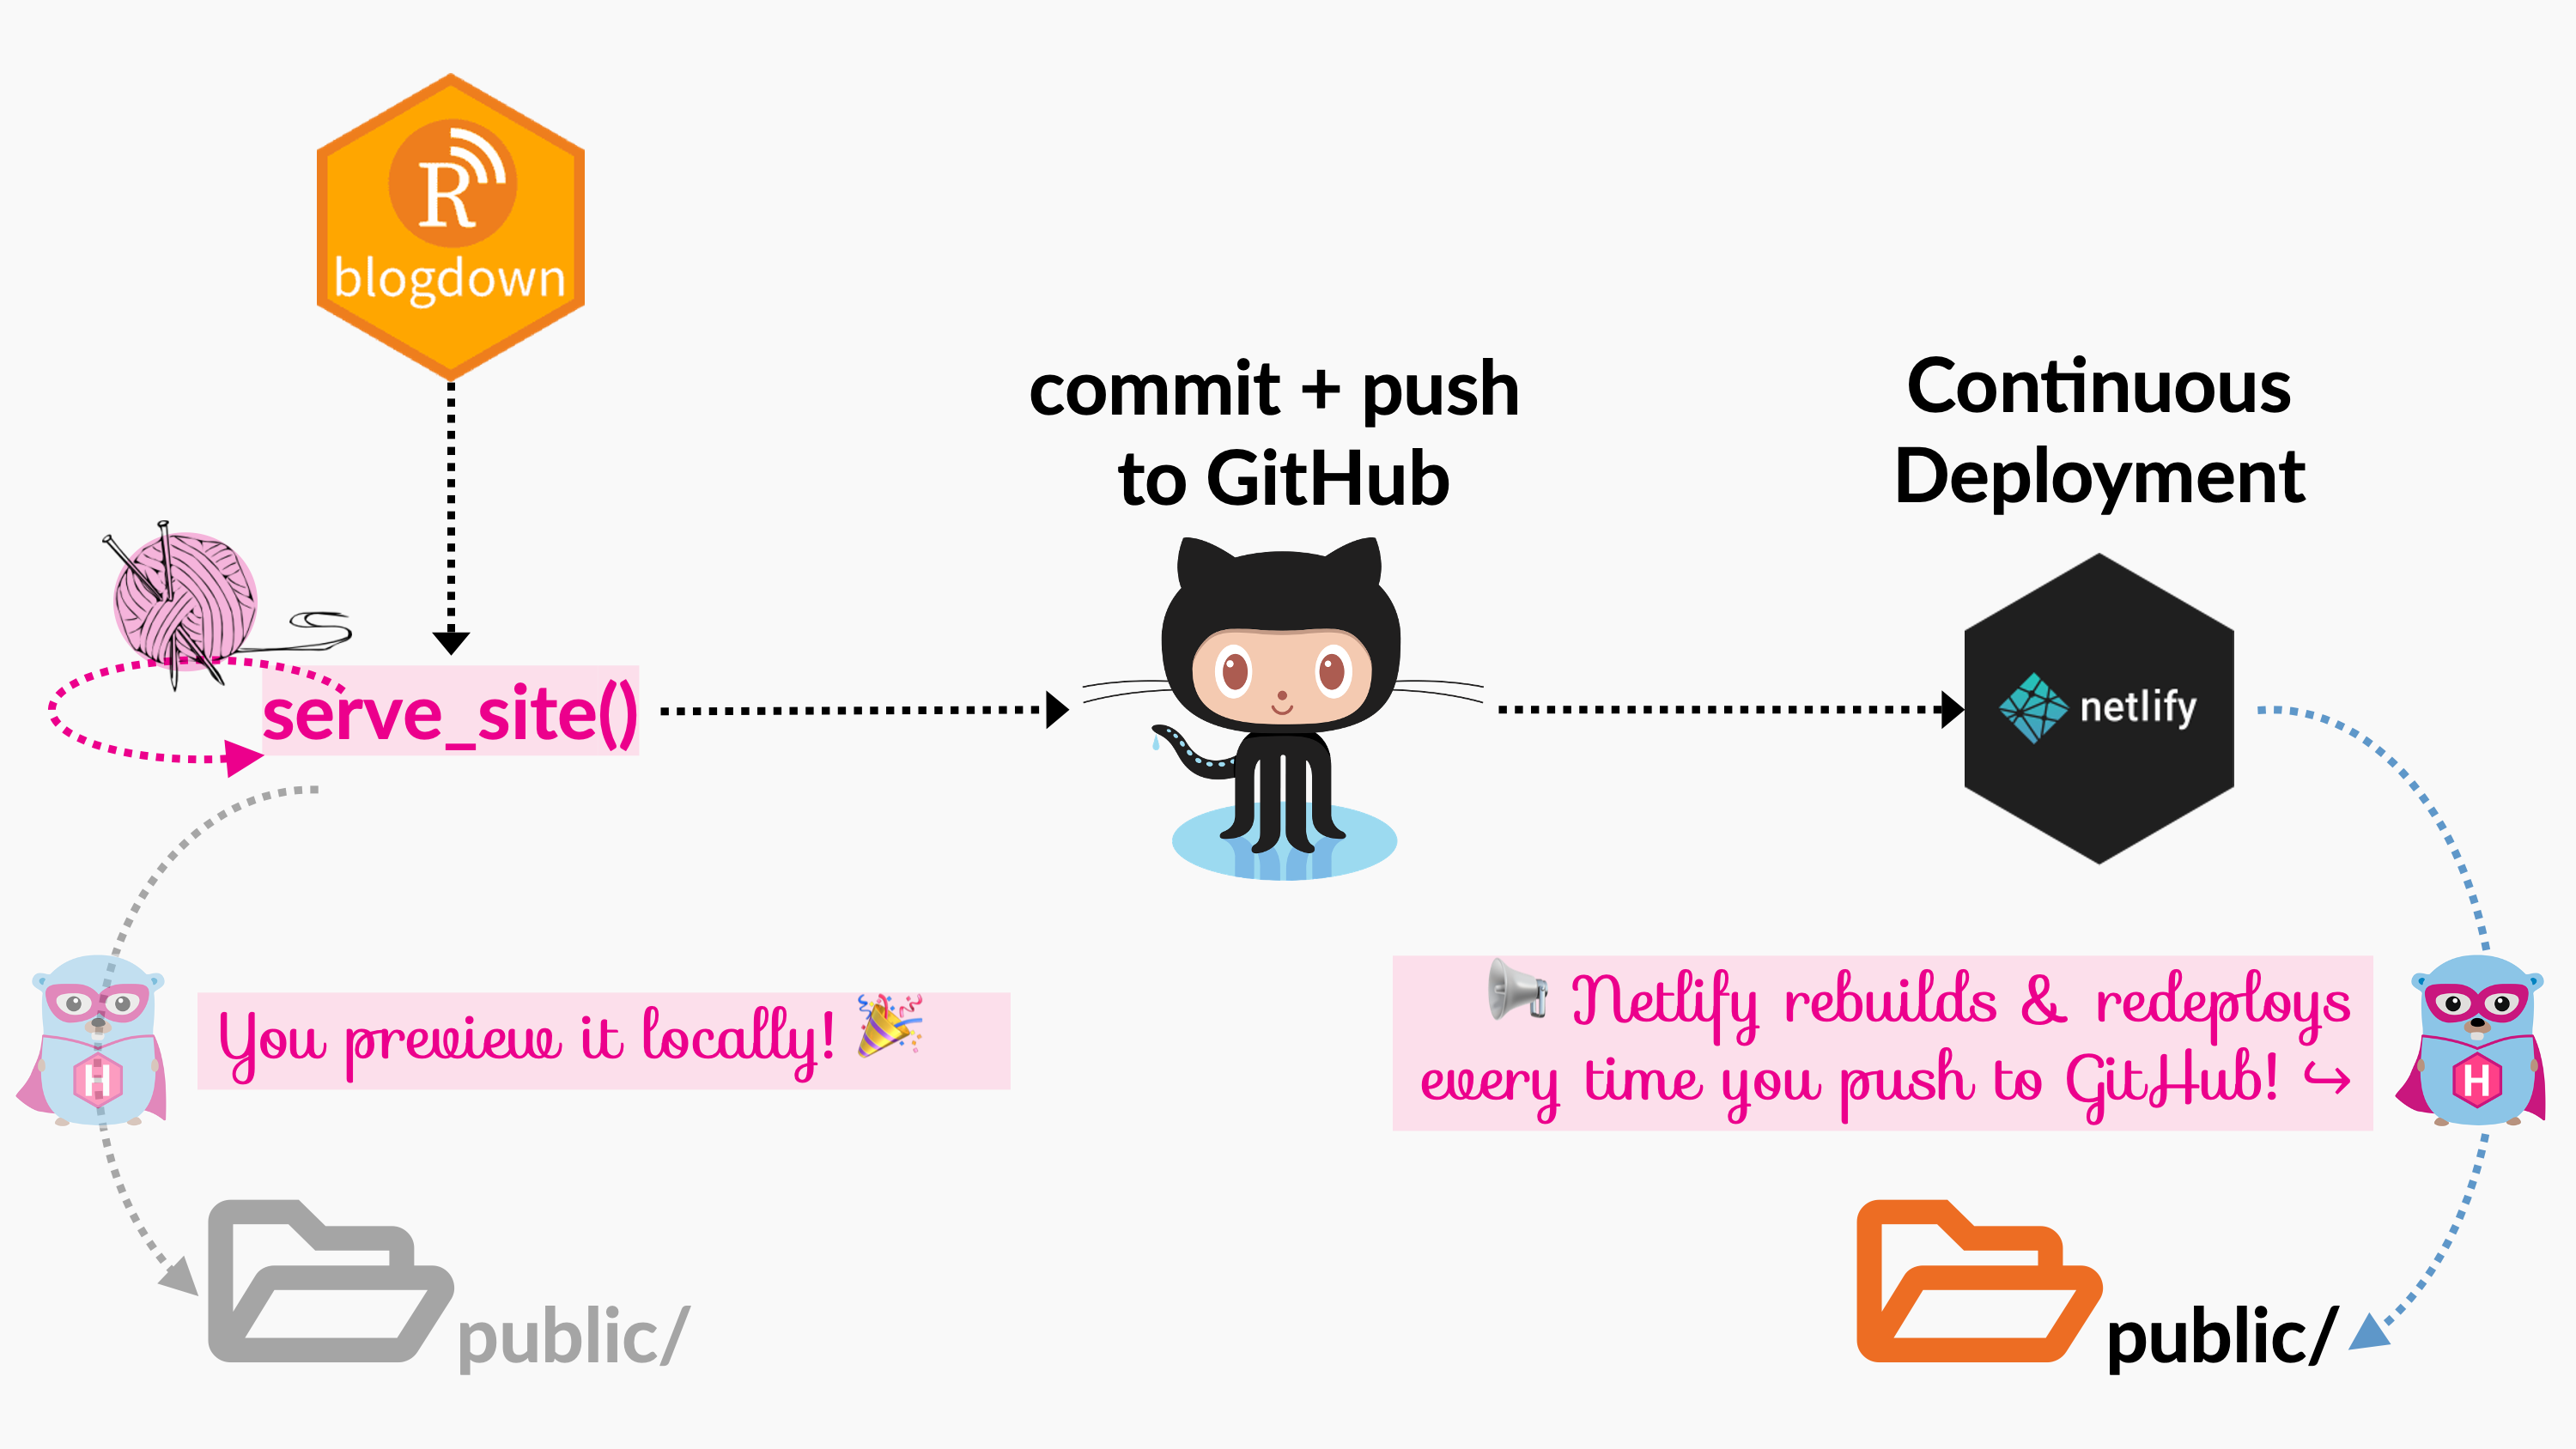 R
blogdown
commit + push
to GitHub
Continuous
Deployment
serve_site()
netlify
You preview it locally! 🎉
📢 Netlify rebuilds & redeploys
every time you push to GitHub! ↪
H
H
public/
public/